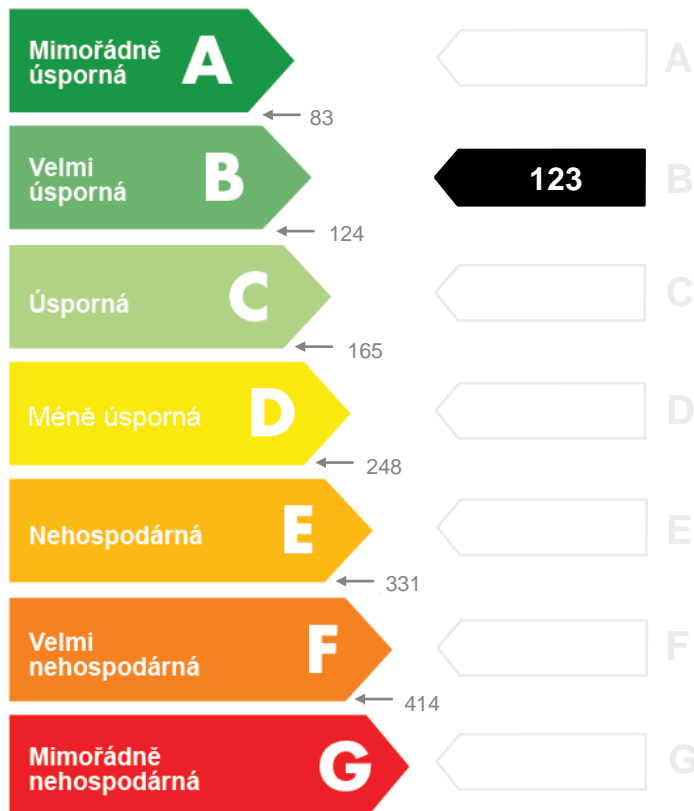 Mimořádně
úsporná
A
A
83
Velmi
úsporná
B
123
B
124
Úsporná
C
C
165
Méně úsporná
D
D
248
Nehospodárná
E
E
331
Velmi
nehospodárná
F
F
414
Mimořádně
nehospodárná
G
G